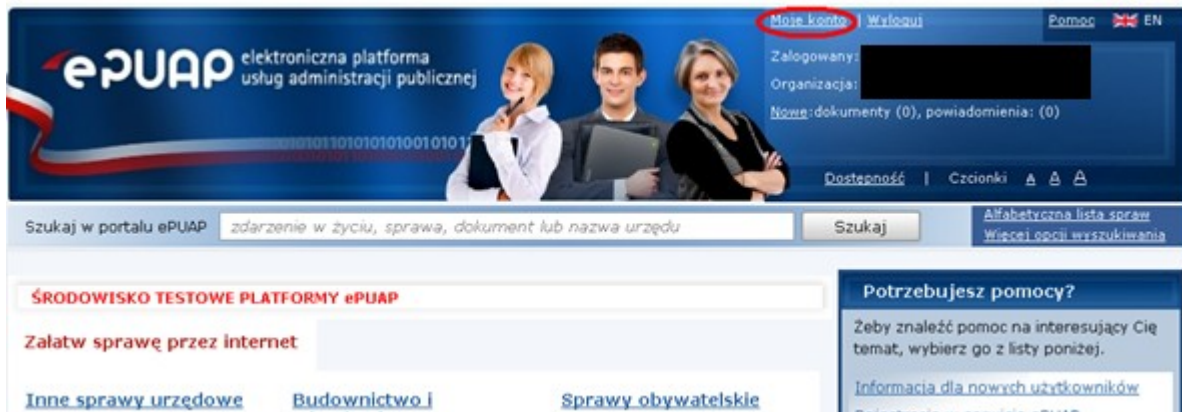 Moje konto | Wyloguj Pomoc EN
ePUAP elektroniczna platforma
usług administracji publicznej
Zalogowany:
Organizacja:
Nowe:dokumenty (0), powiadomienia: (0)
Dostępność | Czcionki A A A
Szukaj w portalu ePUAP zdarzenie w życiu, sprawa, dokument lub nazwa urzędu Szukaj
Alfabetyczna lista spraw
Więcej opcji wyszukiwania
ŚRODOWISKO TESTOWE PLATFORMY ePUAP
Załatw sprawę przez internet
Inne sprawy urzędowe Budownictwo i Sprawy obywatelskie
Potrzebujesz pomocy?
Żeby znaleźć pomoc na interesujący Cię
temat, wybierz go z listy poniżej.
Informacja dla nowych użytkowników